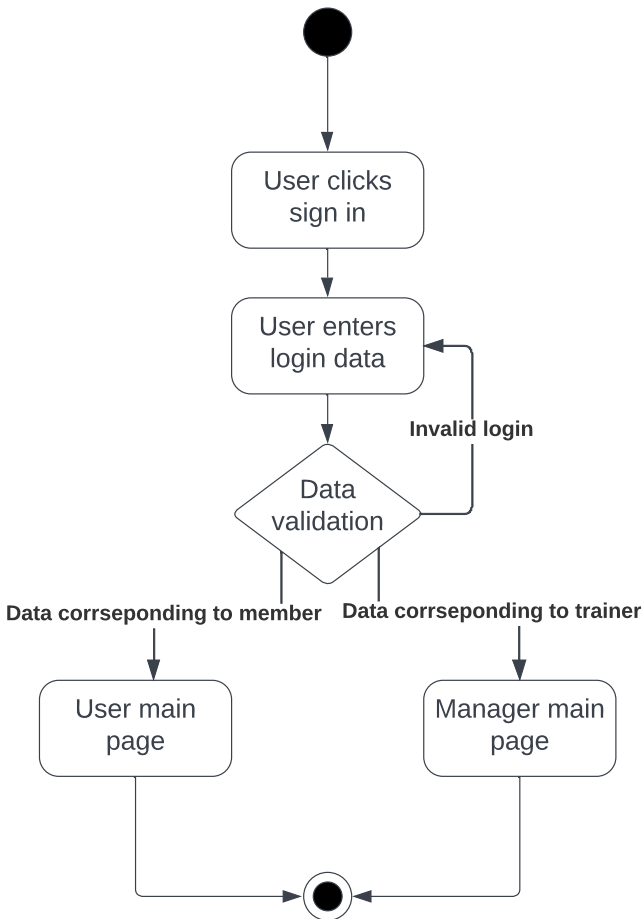 User clicks
sign in
User enters
login data
Invalid login
Data
validation
Data corrseponding to member
Data corrseponding to trainer
User main
page
Manager main
page